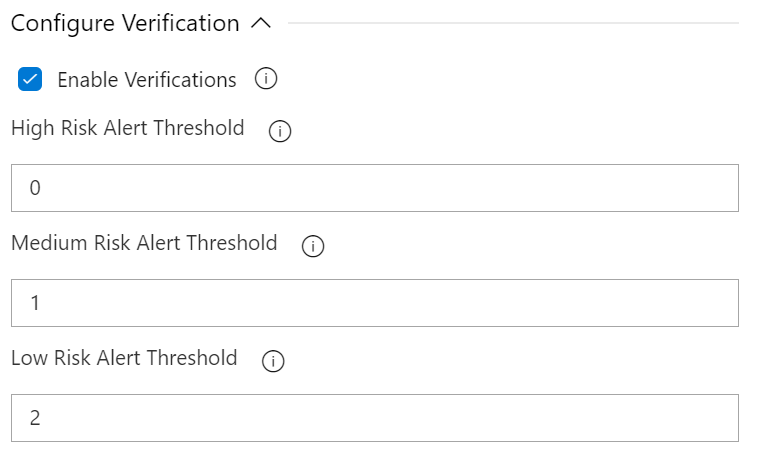 Configure Verification
Enable Verifications
High Risk Alert Threshold
0
Medium Risk Alert Threshold
1
Low Risk Alert Threshold
2